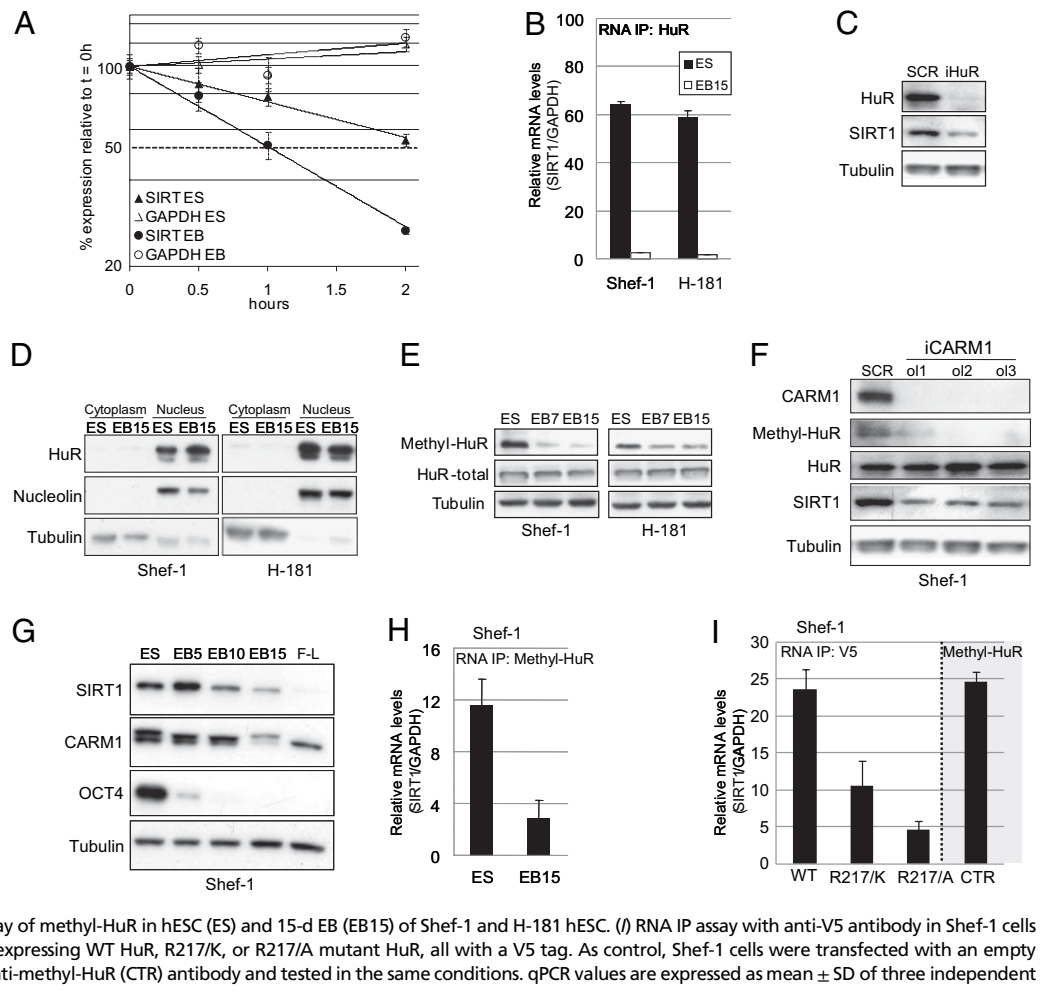 A
% expression relative to t = 0h
100
50
20
▲ SIRT ES
△ GAPDH ES
● SIRT EB
○ GAPDH EB
0 0.5 1 1.5 2
hours
B
RNA IP: HuR
ES
EB15
Relative mRNA levels
(SIRT1/GAPDH)
100
80
60
40
20
0
Shef-1 H-181
C
SCR iHuR
HuR
SIRT1
Tubulin
D
Cytoplasm Nucleus Cytoplasm Nucleus
ES EB15 ES EB15 ES EB15 ES EB15
HuR
Nucleolin
Tubulin
Shef-1 H-181
E
ES EB7 EB15 ES EB7 EB15
Methyl-HuR
HuR-total
Tubulin
Shef-1 H-181
F
iCARM1
SCR ol1 ol2 ol3
CARM1
Methyl-HuR
HuR
SIRT1
Tubulin
Shef-1
G
ES EB5 EB10 EB15 F-L
SIRT1
CARM1
OCT4
Tubulin
Shef-1
H
Shef-1
RNA IP: Methyl-HuR
Relative mRNA levels
(SIRT1/GAPDH)
16
12
8
4
0
ES EB15
I
Shef-1
RNA IP: V5 Methyl-HuR
Relative mRNA levels
(SIRT1/GAPDH)
30
25
20
15
10
5
0
WT R217/K R217/A CTR
ay of methyl-HuR in hESC (ES) and 15-d EB (EB15) of Shef-1 and H-181 hESC. (I) RNA IP assay with anti-V5 antibody in Shef-1 cells
expressing WT HuR, R217/K, or R217/A mutant HuR, all with a V5 tag. As control, Shef-1 cells were transfected with an empty
nti-methyl-HuR (CTR) antibody and tested in the same conditions. qPCR values are expressed as mean ± SD of three independent